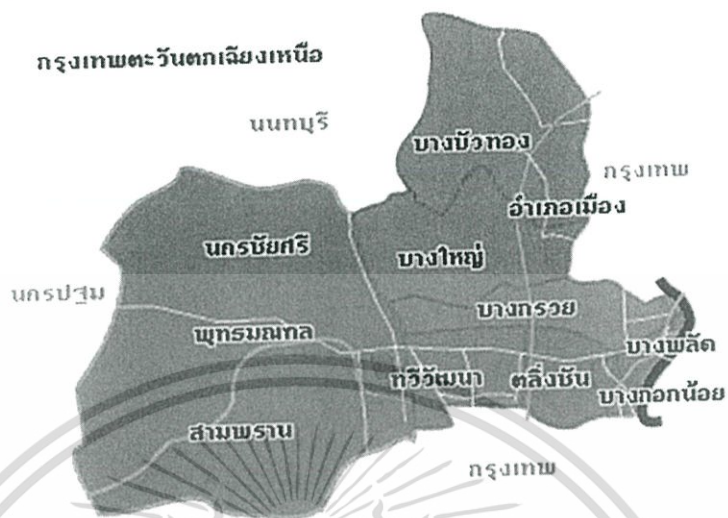 กรุงเทพตะวันตกเฉียงเหนือ
นนทบุรี
บางบัวทอง
กรุงเทพ
อำเภอเมือง
นครชัยศรี
บางใหญ่
นครปฐม
บางกรวย
พุทธมณฑล
บางพลัด
ทวีวัฒนา
ตลิ่งชัน
บางกอกน้อย
สามพราน
กรุงเทพ